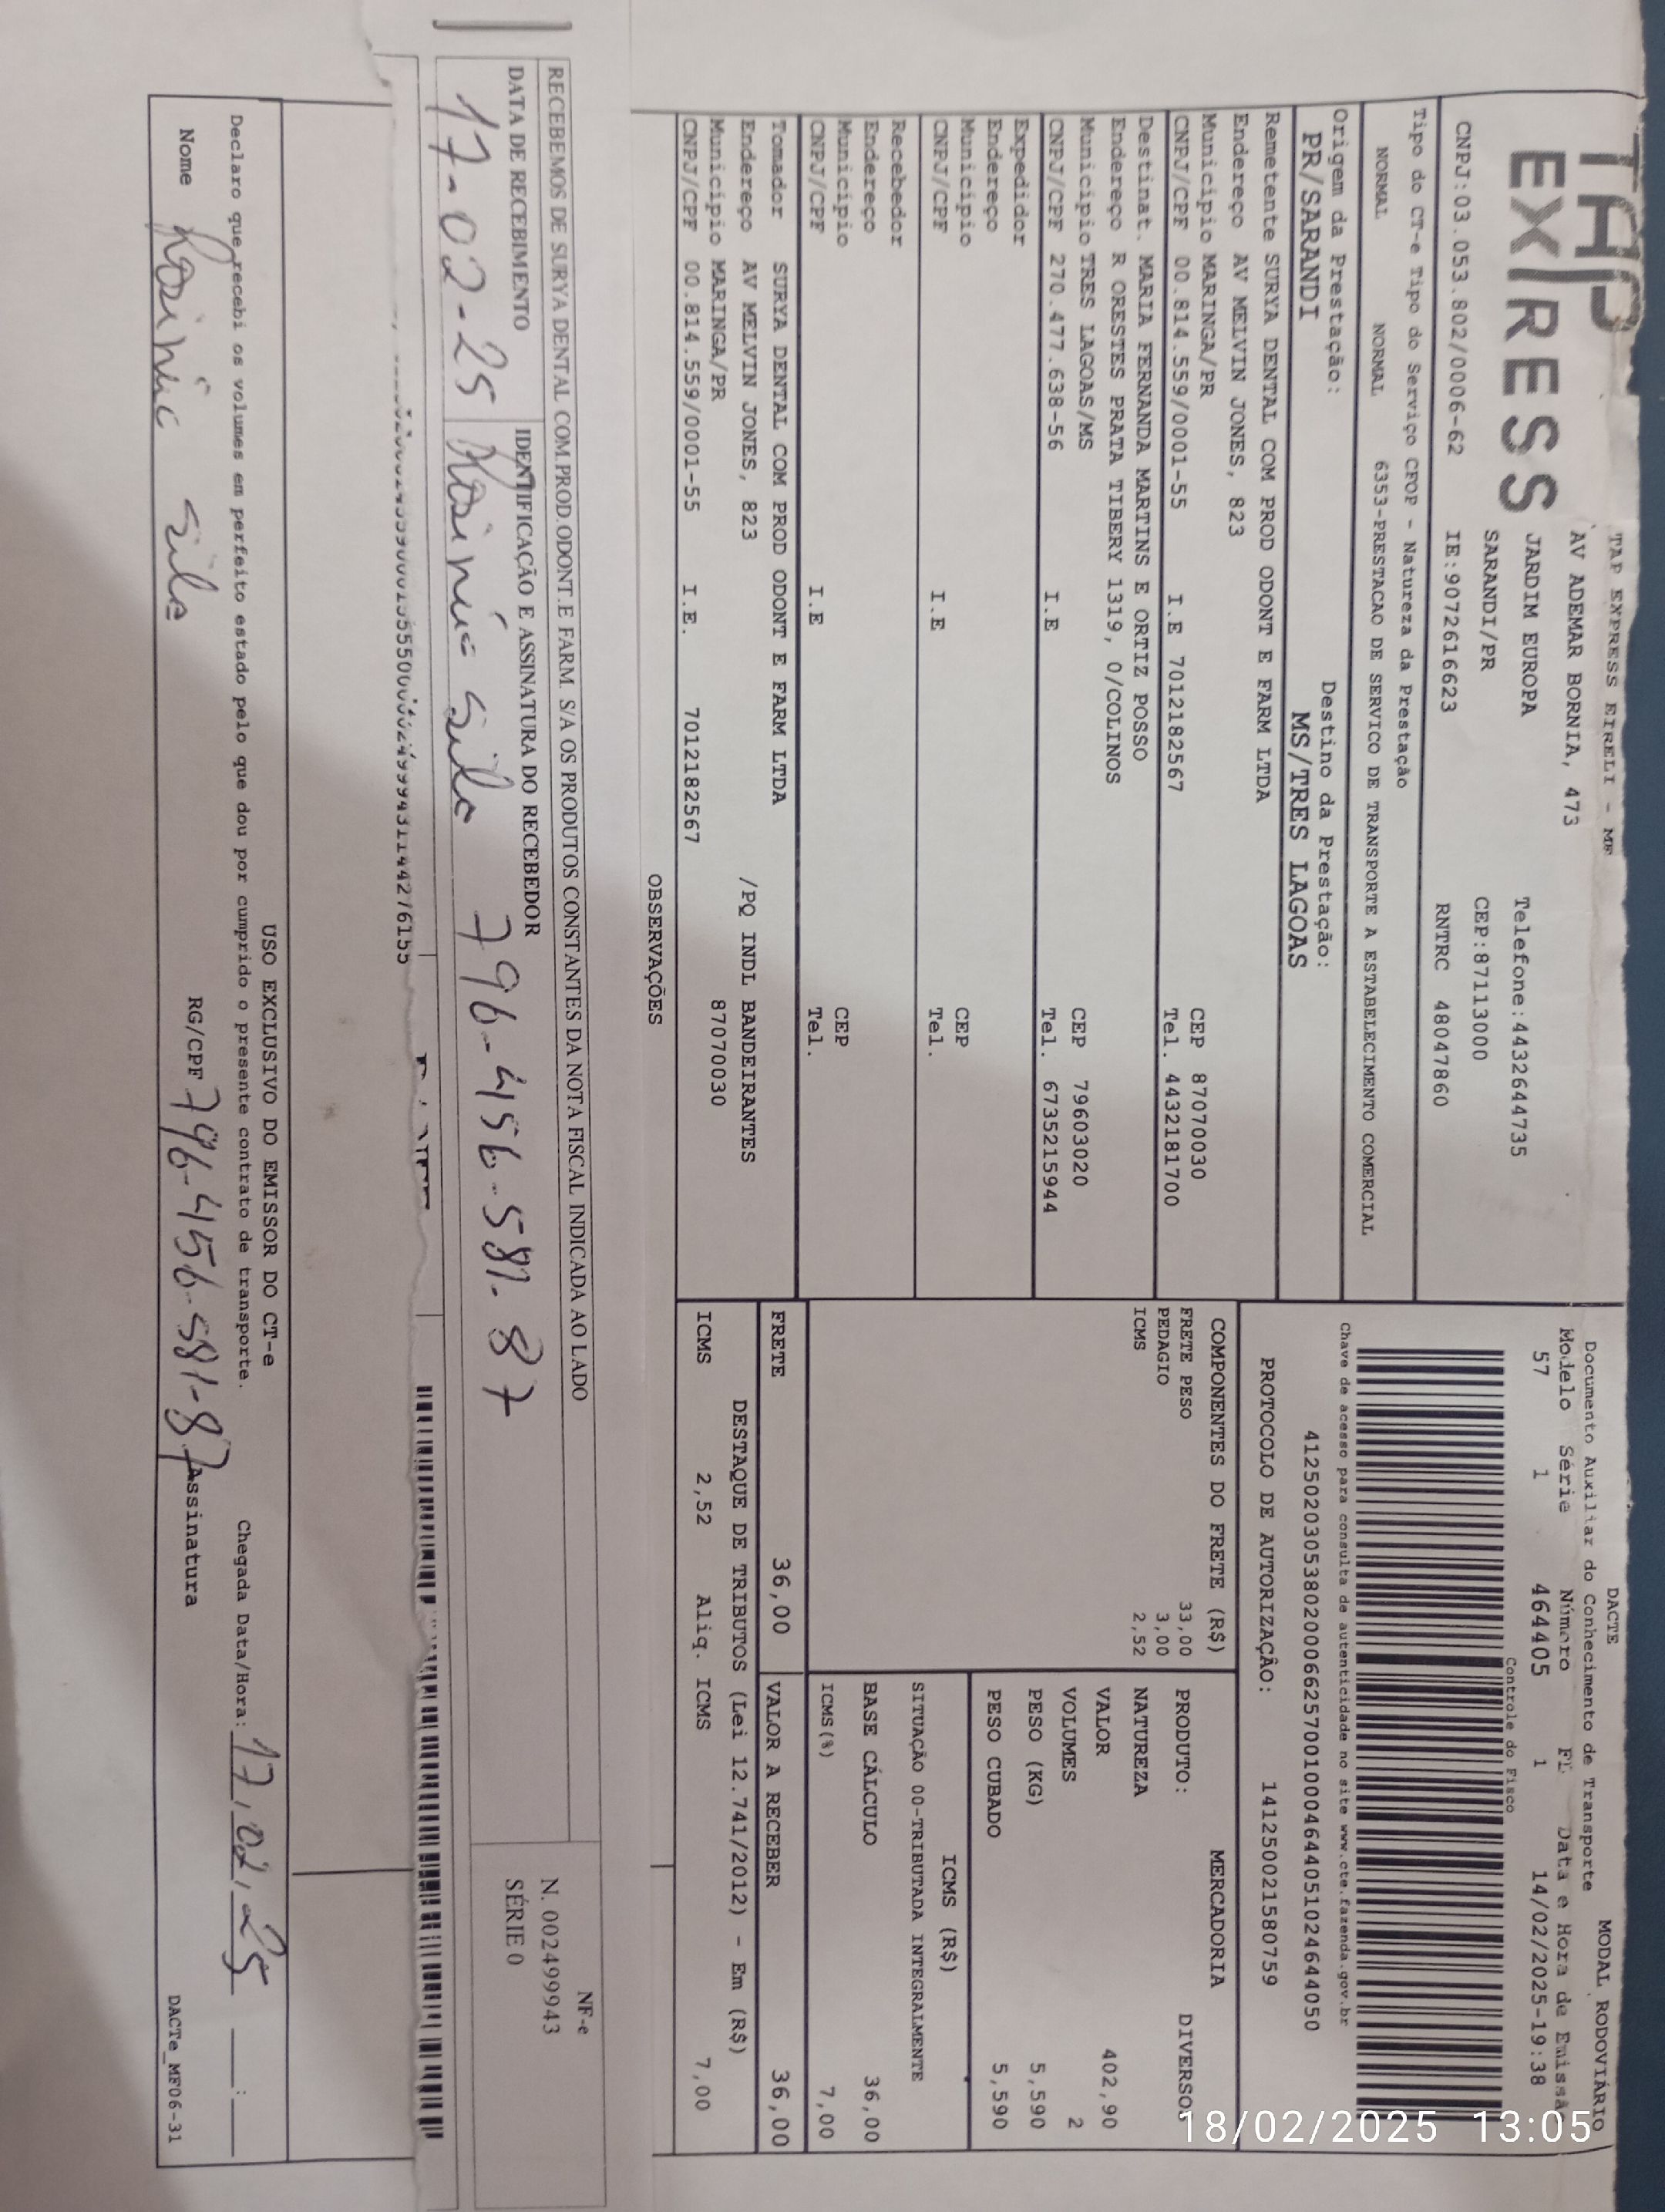 TAP EXPRESS
TAP EXPRESS EIRELI - ME
AV ADEMAR BORNIA, 473
JARDIM EUROPA
Telefone:4432644735
SARANDI/PR
CEP:87113000
CNPJ:03.053.802/0006-62
IE:9072616623
RNTRC 48047860
Tipo do CT-e Tipo do Serviço CFOP - Natureza da Prestação
NORMAL NORMAL 6353-PRESTACAO DE SERVICO DE TRANSPORTE A ESTABELECIMENTO COMERCIAL
Origem da Prestação: Destino da Prestação:
PR/SARANDI MS/TRES LAGOAS
DACTE MODAL RODOVIÁRIO
Documento Auxiliar do Conhecimento de Transporte
Modelo Série Número FL Data e Hora de Emissão
57 1 464405 1 14/02/2025-19:38
Controle do Fisco
Chave de acesso para consulta de autenticidade no site www.cte.fazenda.gov.br
41250203053802000662570010004644051024644050
PROTOCOLO DE AUTORIZAÇÃO: 141250021580759
Remetente SURYA DENTAL COM PROD ODONT E FARM LTDA
Endereço AV MELVIN JONES, 823
Municipio MARINGA/PR CEP 87070030
CNPJ/CPF 00.814.559/0001-55 I.E 7012182567 Tel. 4432181700
Destinat. MARIA FERNANDA MARTINS E ORTIZ POSSO
Endereço R ORESTES PRATA TIBERY 1319, 0/COLINOS
Municipio TRES LAGOAS/MS CEP 79603020
CNPJ/CPF 270.477.638-56 I.E Tel. 6735215944
Expedidor
Endereço
Municipio CEP
CNPJ/CPF I.E Tel.
Recebedor
Endereço
Municipio CEP
CNPJ/CPF I.E Tel.
Tomador SURYA DENTAL COM PROD ODONT E FARM LTDA
Endereço AV MELVIN JONES, 823 /PQ INDL BANDEIRANTES
Municipio MARINGA/PR 87070030
CNPJ/CPF 00.814.559/0001-55 I.E. 7012182567
COMPONENTES DO FRETE (R$)
FRETE PESO 33,00
PEDAGIO 3,00
ICMS 2,52
MERCADORIA
PRODUTO: DIVERSOS
NATUREZA
VALOR 402,90
VOLUMES 2
PESO (KG) 5,590
PESO CUBADO 5,590
ICMS (R$)
SITUAÇÃO 00-TRIBUTADA INTEGRALMENTE
BASE CÁLCULO 36,00
ICMS(%) 7,00
FRETE 36,00 VALOR A RECEBER 36,00
DESTAQUE DE TRIBUTOS (Lei 12.741/2012) - Em (R$)
ICMS 2,52 Aliq. ICMS 7,00
OBSERVAÇÕES
RECEBEMOS DE SURYA DENTAL COM.PROD.ODONT.E FARM. S/A OS PRODUTOS CONSTANTES DA NOTA FISCAL INDICADA AO LADO
DATA DE RECEBIMENTO IDENTIFICAÇÃO E ASSINATURA DO RECEBEDOR
17-02-25 Rosinéia Silva 796-456-581-87
NF-e
N. 002499943
SÉRIE 0
USO EXCLUSIVO DO EMISSOR DO CT-e
Declaro que recebi os volumes em perfeito estado pelo que dou por cumprido o presente contrato de transporte. Chegada Data/Hora: 17/02/25 __:__
Nome Rosinéia Silva RG/CPF 796-456-581-87 Assinatura
DACTe_MF06-31
18/02/2025 13:05